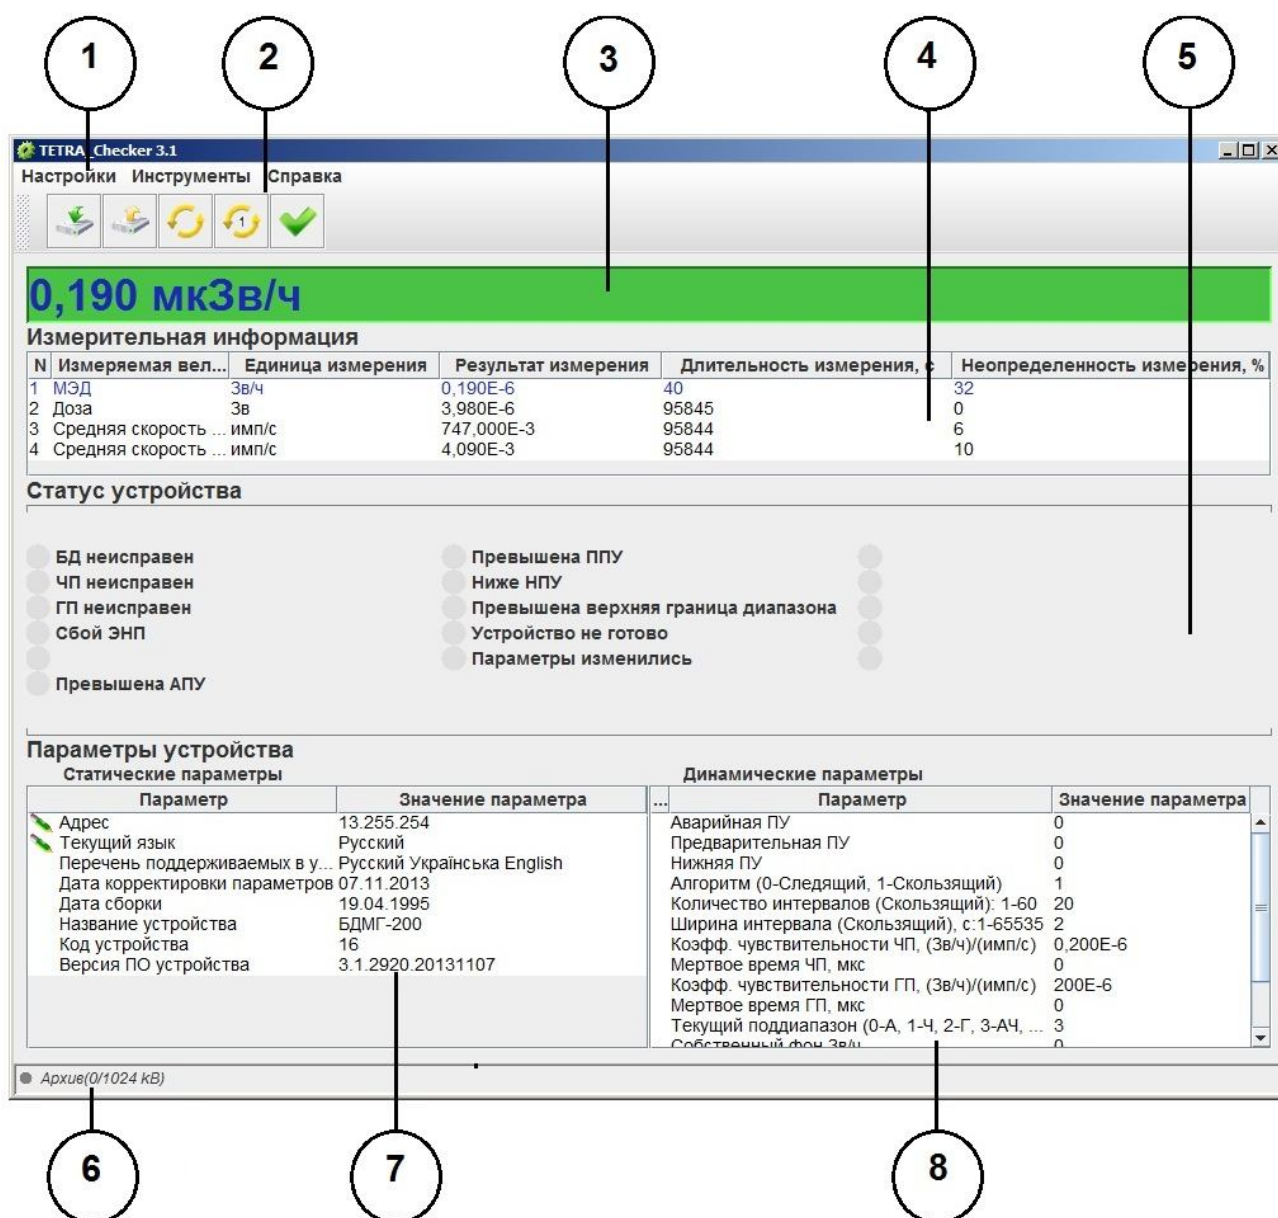 1 2 3 4 5
TETRA_Checker 3.1
Настройки Инструменты Справка
1
0,190 мкЗв/ч
Измерительная информация
N Измеряемая вел... Единица измерения Результат измерения Длительность измерения, с Неопределенность измерения, %
1 МЭД Зв/ч 0,190E-6 40 32
2 Доза Зв 3,980E-6 95845 0
3 Средняя скорость ... имп/с 747,000E-3 95844 6
4 Средняя скорость ... имп/с 4,090E-3 95844 10
Статус устройства
БД неисправен Превышена ППУ
ЧП неисправен Ниже НПУ
ГП неисправен Превышена верхняя граница диапазона
Сбой ЭНП Устройство не готово
Параметры изменились
Превышена АПУ
Параметры устройства
Статические параметры Динамические параметры
Параметр Значение параметра ... Параметр Значение параметра
Адрес 13.255.254 Аварийная ПУ 0
Текущий язык Русский Предварительная ПУ 0
Перечень поддерживаемых в у... Русский Українська English Нижняя ПУ 0
Дата корректировки параметров 07.11.2013 Алгоритм (0-Следящий, 1-Скользящий) 1
Дата сборки 19.04.1995 Количество интервалов (Скользящий): 1-60 20
Название устройства БДМГ-200 Ширина интервала (Скользящий), с:1-65535 2
Код устройства 16 Коэфф. чувствительности ЧП, (Зв/ч)/(имп/с) 0,200E-6
Версия ПО устройства 3.1.2920.20131107 Мертвое время ЧП, мкс 0
Коэфф. чувствительности ГП, (Зв/ч)/(имп/с) 200E-6
Мертвое время ГП, мкс 0
Текущий поддиапазон (0-А, 1-Ч, 2-Г, 3-АЧ, ... 3
Собственный фон Зв/ч 0
Архив(0/1024 kB)
6 7 8